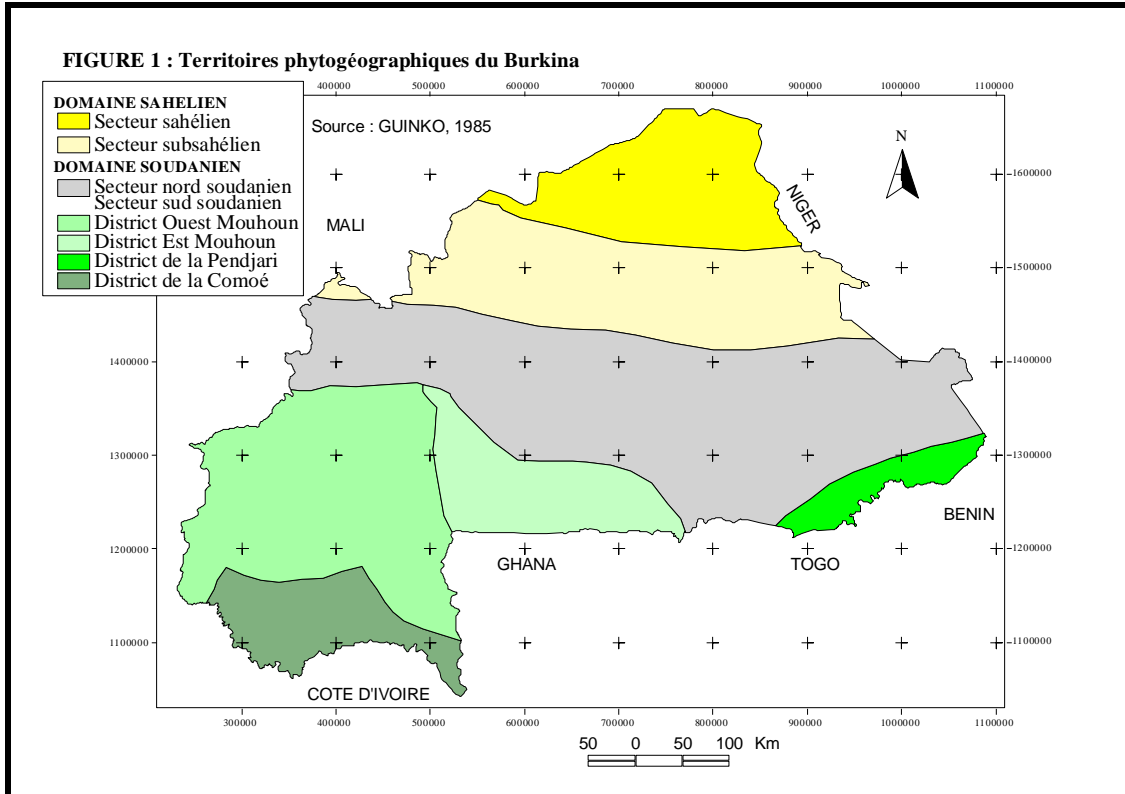 FIGURE 1 : Territoires phytogéographiques du Burkina
400000 500000 600000 700000 800000 900000 1000000 1100000
DOMAINE SAHELIEN
Secteur sahélien
Secteur subsahélien
DOMAINE SOUDANIEN
Secteur nord soudanien
Secteur sud soudanien
District Ouest Mouhoun
District Est Mouhoun
District de la Pendjari
District de la Comoé
Source : GUINKO, 1985
N
MALI
NIGER
BENIN
GHANA
TOGO
COTE D'IVOIRE
1600000
1500000
1400000 1400000
1300000 1300000
1200000 1200000
1100000 1100000
300000 400000 500000 600000 700000 800000 900000 1000000 1100000
50 0 50 100 Km